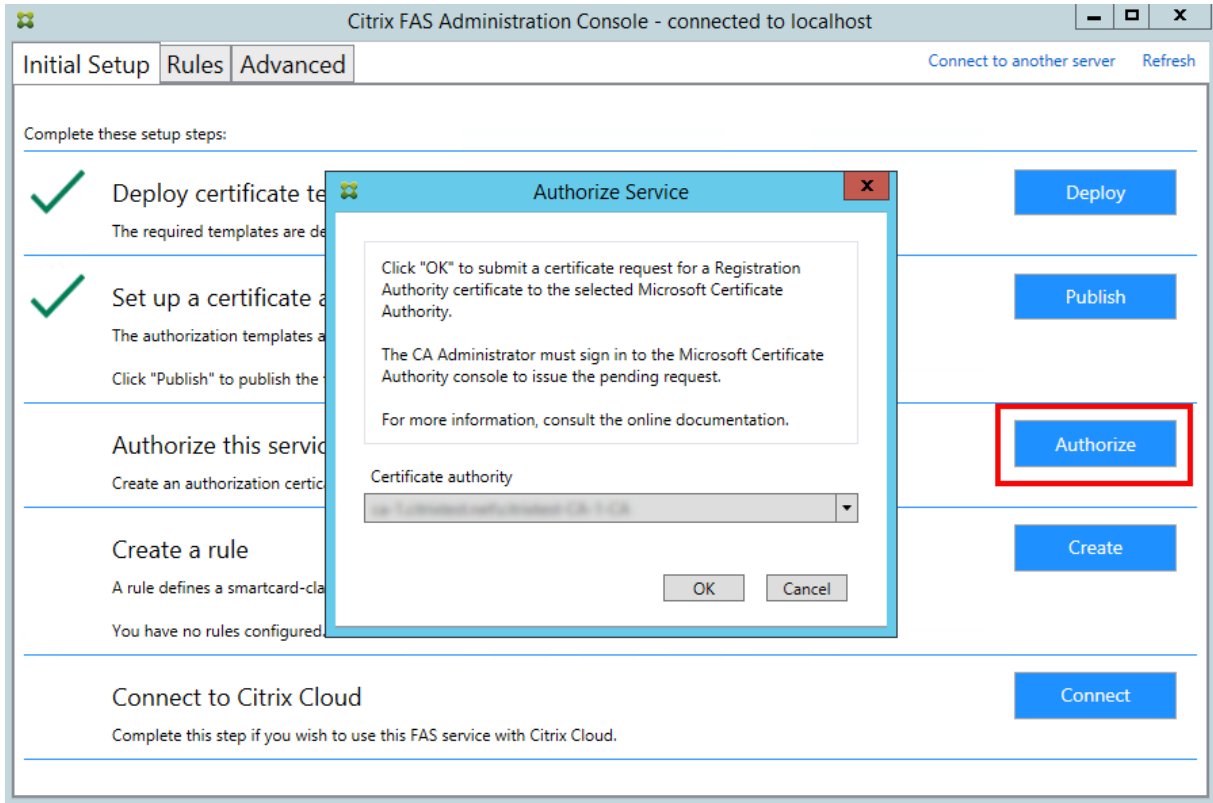 Citrix FAS Administration Console - connected to localhost
Initial Setup Rules Advanced
Connect to another server Refresh
Complete these setup steps:
Deploy certificate te
The required templates are de
Deploy
Set up a certificate a
The authorization templates a
Click "Publish" to publish the
Publish
Authorize this servic
Create an authorization certic
Authorize
Create a rule
A rule defines a smartcard-cla
You have no rules configured.
Create
Connect to Citrix Cloud
Complete this step if you wish to use this FAS service with Citrix Cloud.
Connect
Authorize Service
x
Click "OK" to submit a certificate request for a Registration
Authority certificate to the selected Microsoft Certificate
Authority.
The CA Administrator must sign in to the Microsoft Certificate
Authority console to issue the pending request.
For more information, consult the online documentation.
Certificate authority
OK Cancel